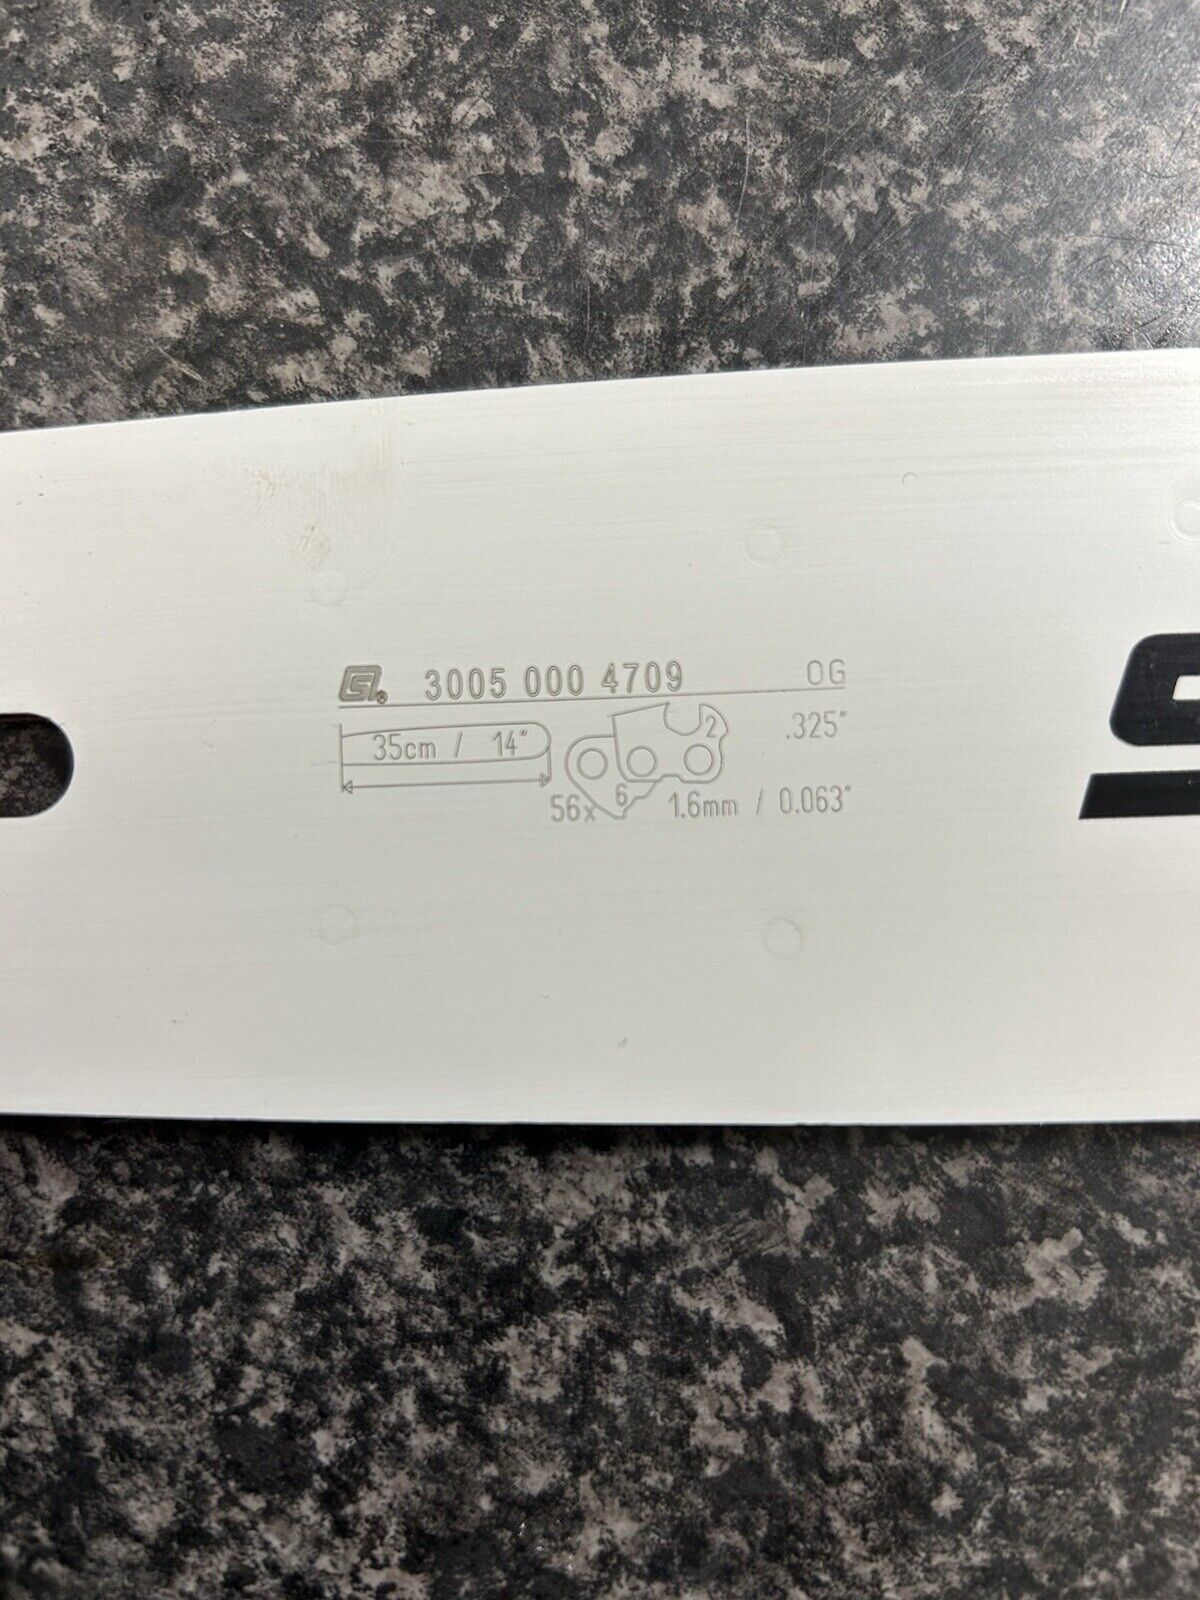 ® 3005 000 4709 OG
35cm / 14" 2 .325"
56x 6 1.6mm / 0.063"
S